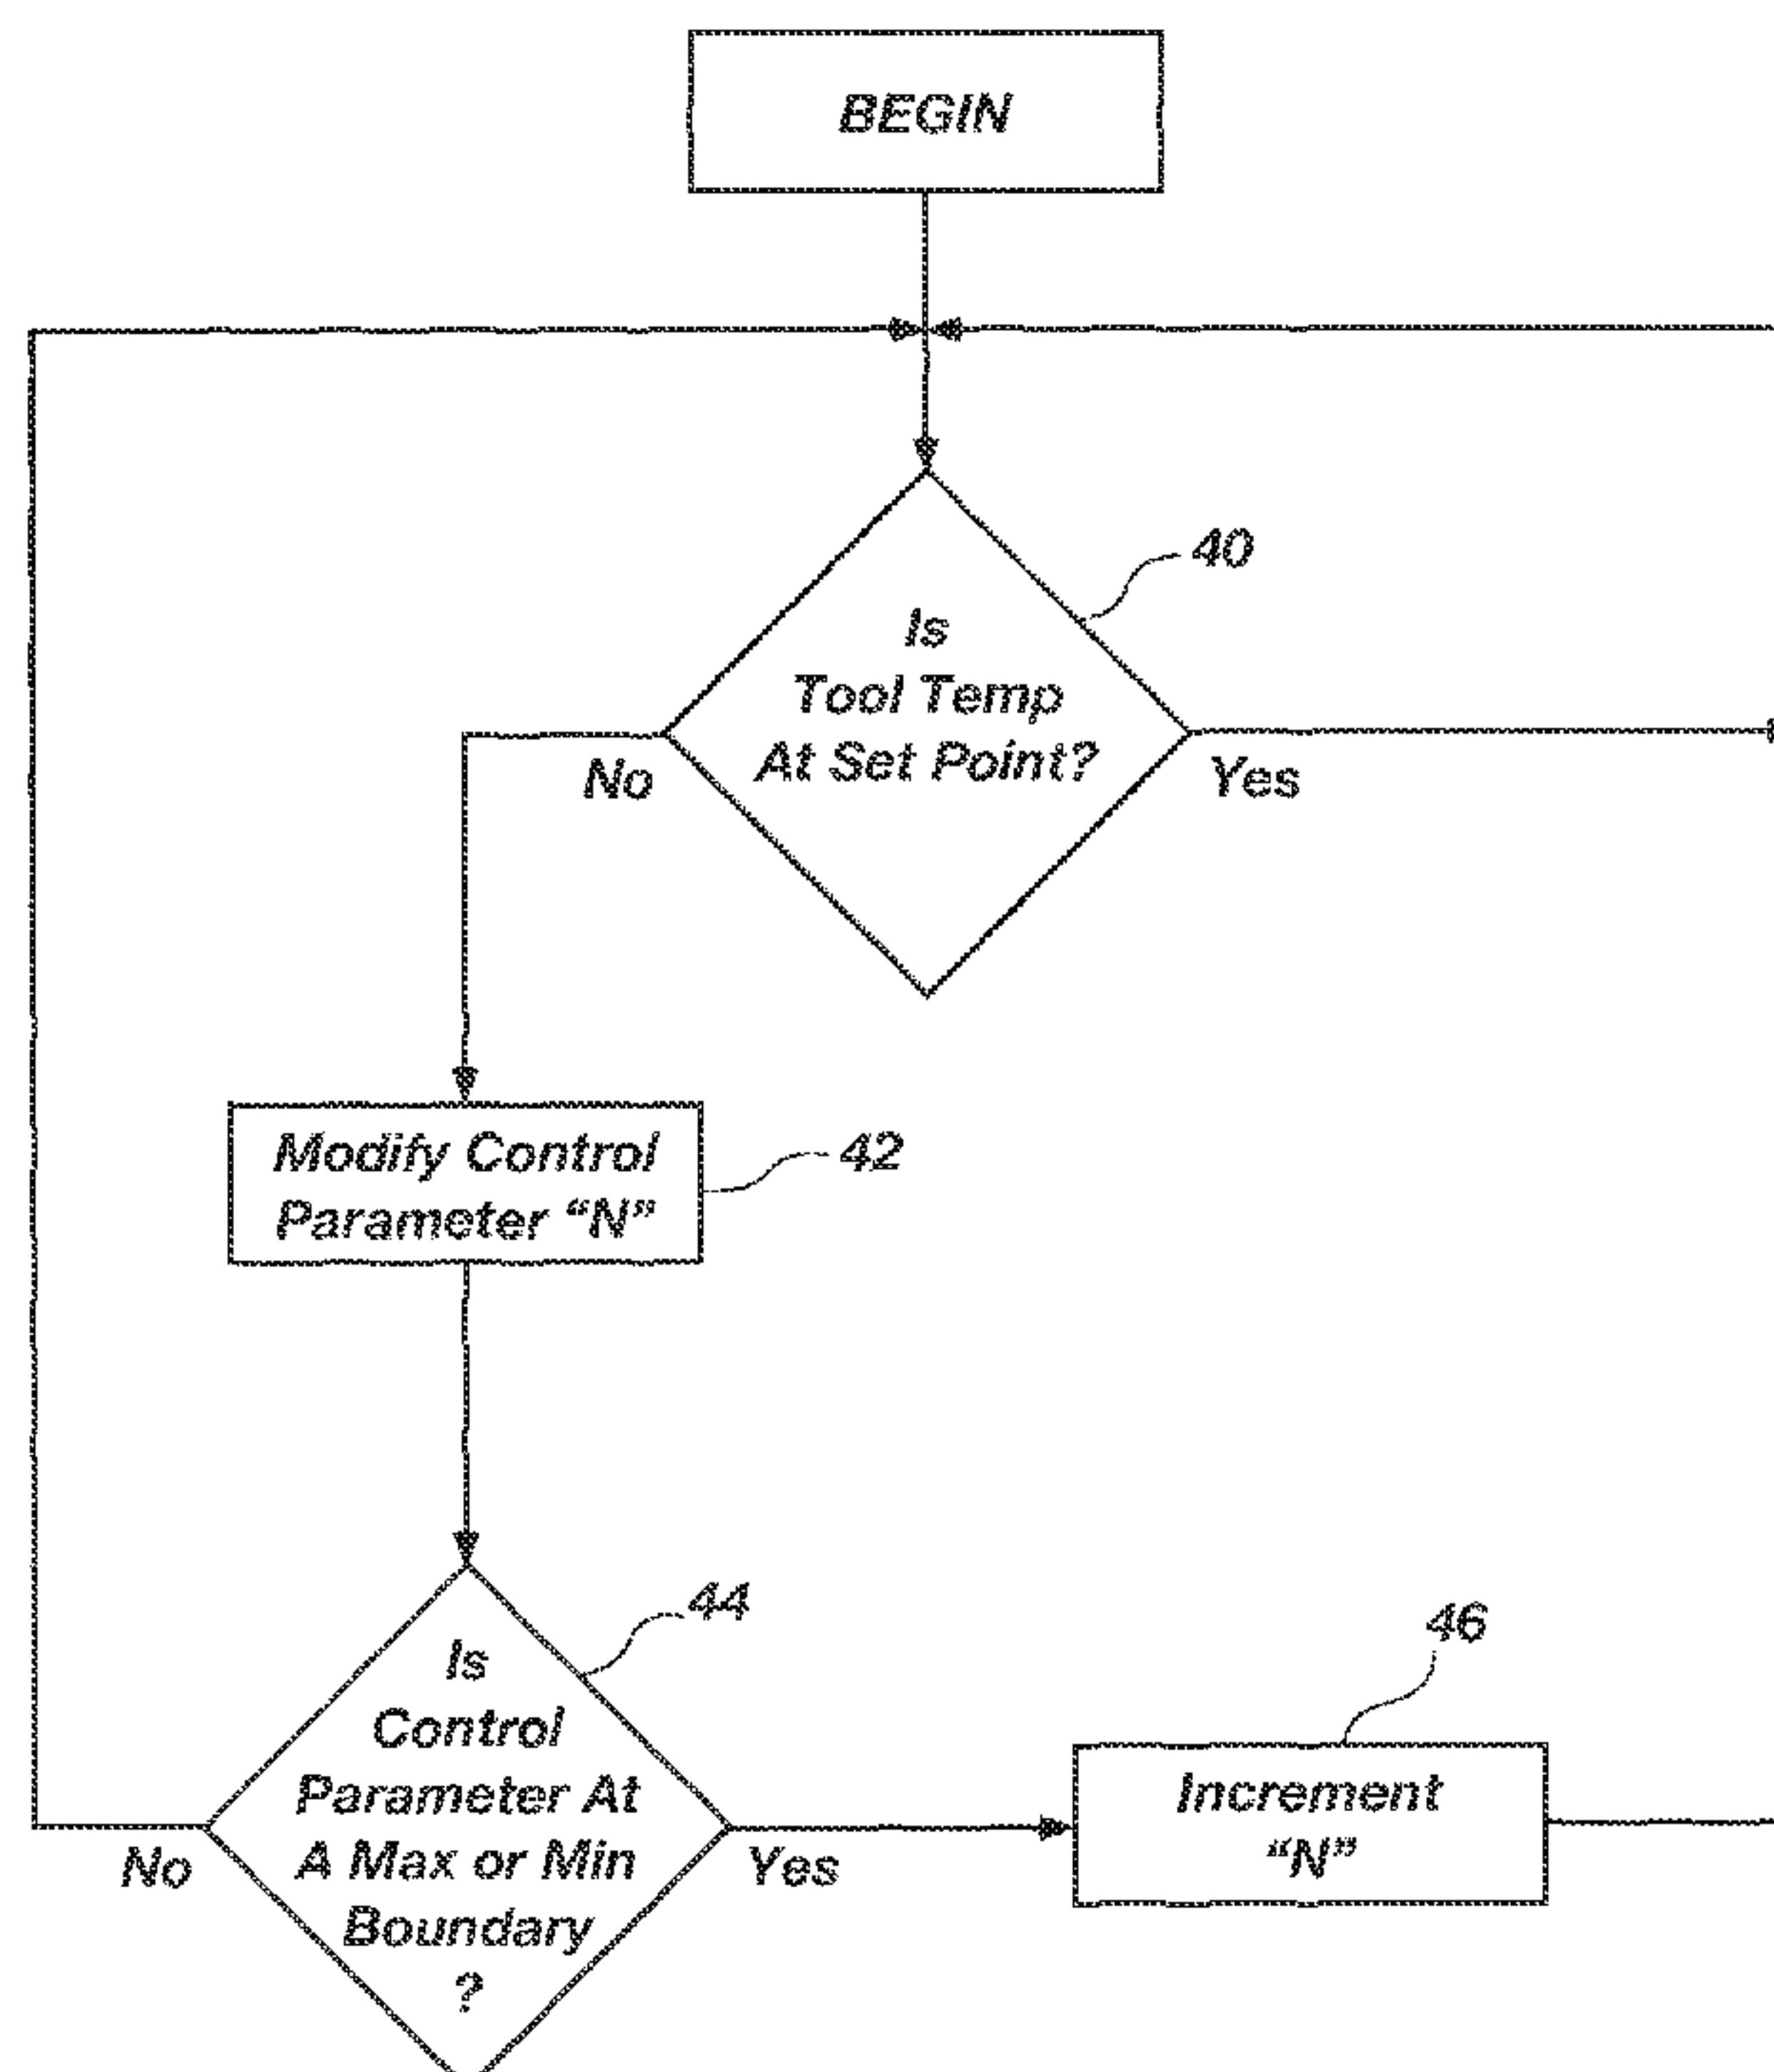 BEGIN
40
Is
Tool Temp
At Set Point?
No
Yes
Modify Control
Parameter “N”
42
44
46
Is
Control
Parameter At
A Max or Min
Boundary
?
No
Yes
Increment
“N”